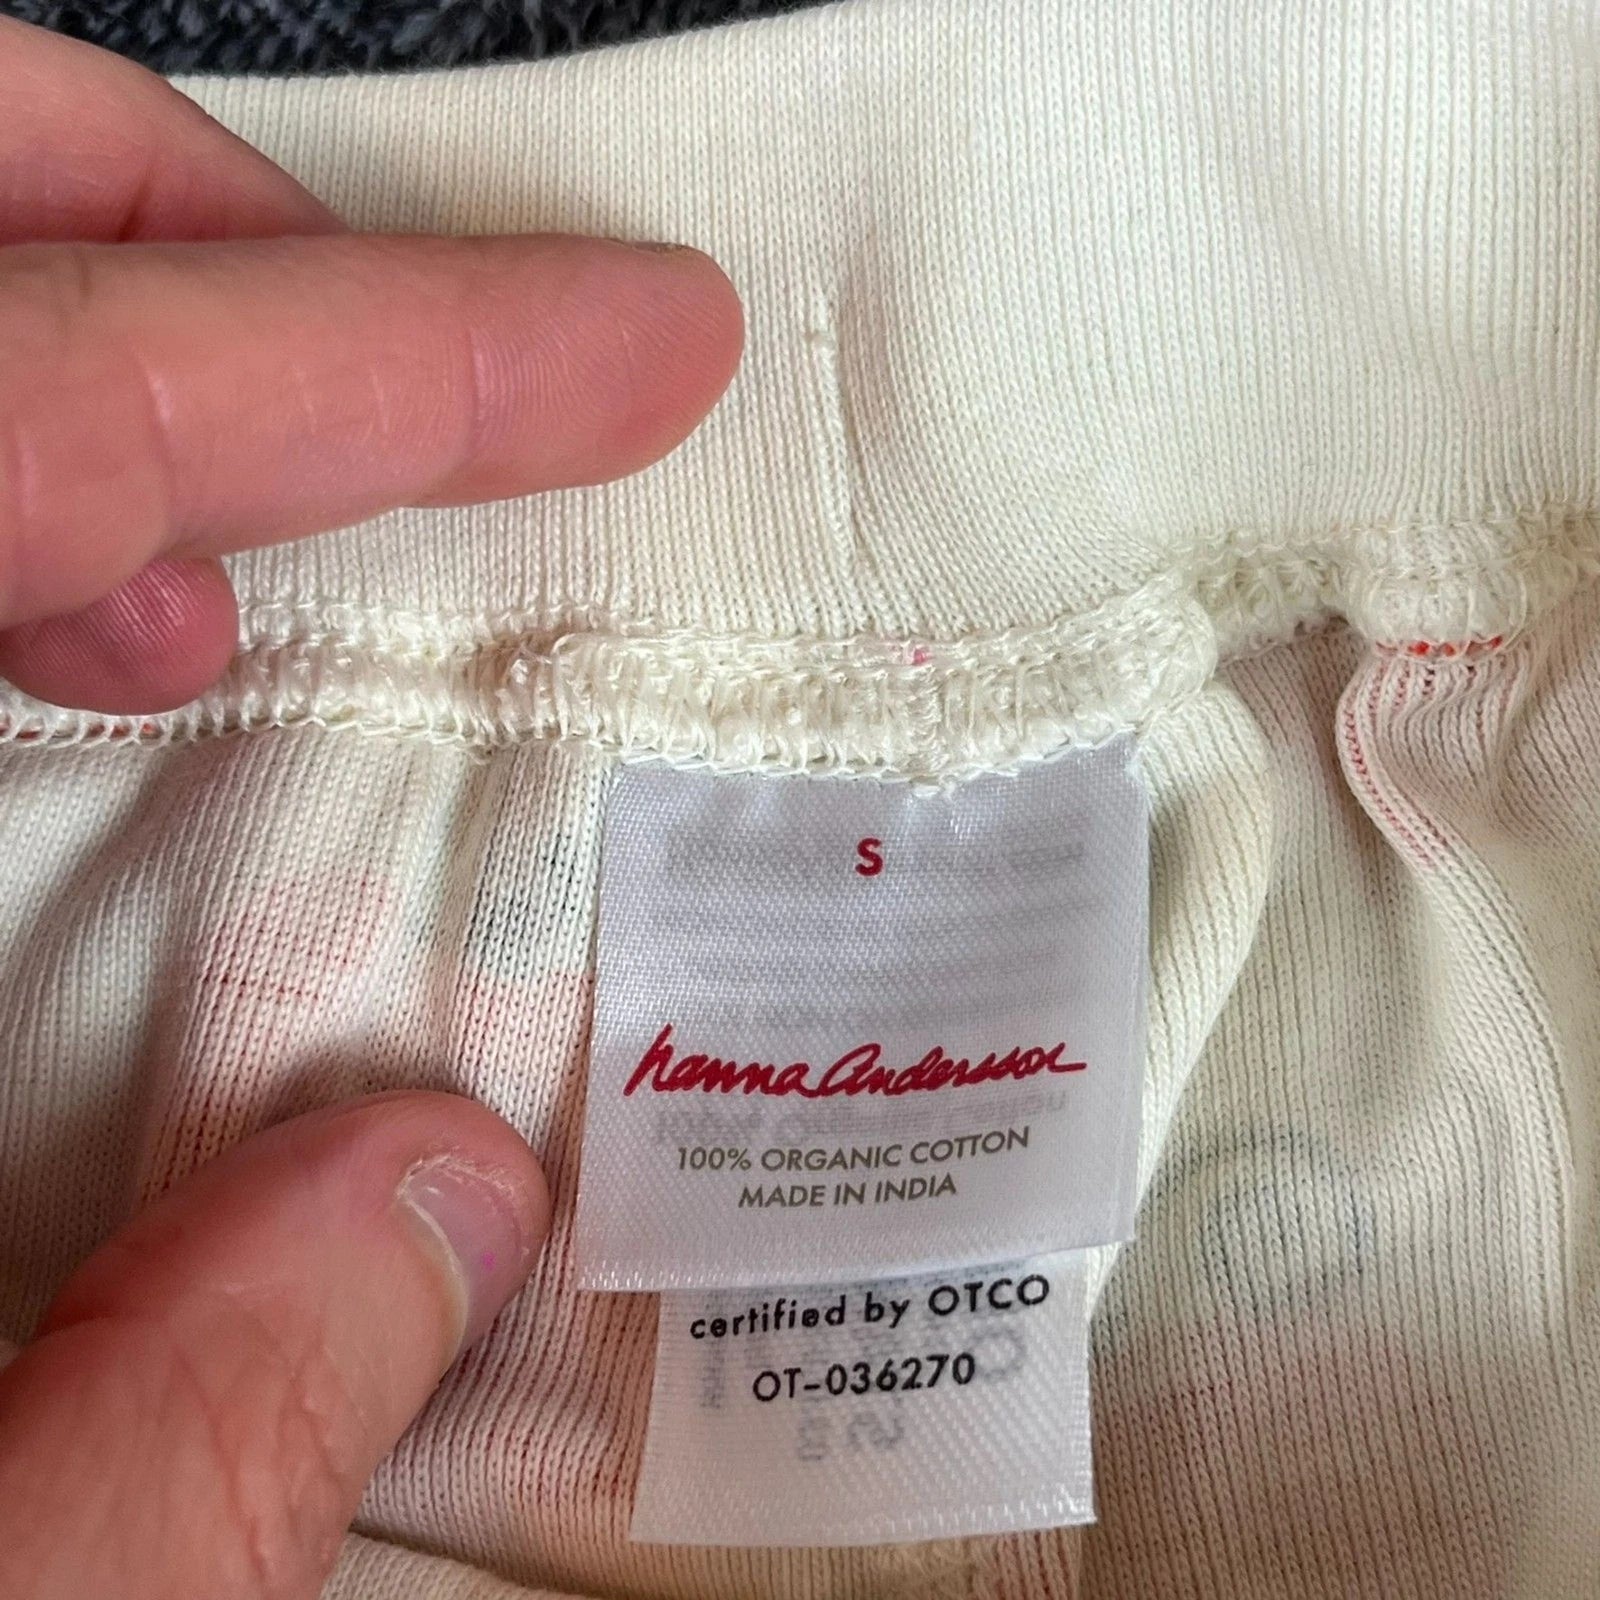 S
hanna Andersson
100% ORGANIC COTTON
MADE IN INDIA
certified by OTCO
OT-036270